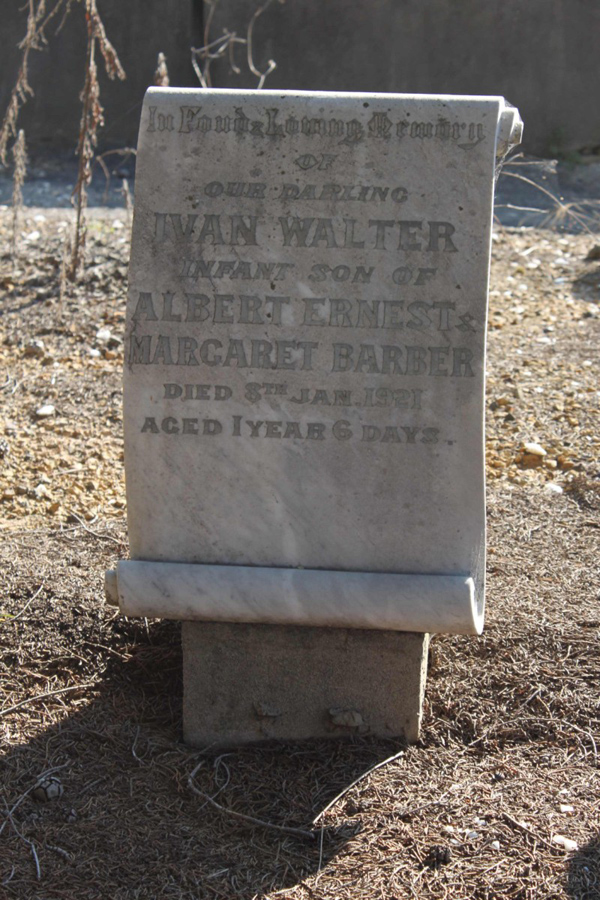 In Fond & Loving Memory
OF
OUR DARLING
IVAN WALTER
INFANT SON OF
ALBERT ERNEST &
MARGARET BARBER
DIED 8TH JAN. 1921
AGED 1 YEAR 6 DAYS.